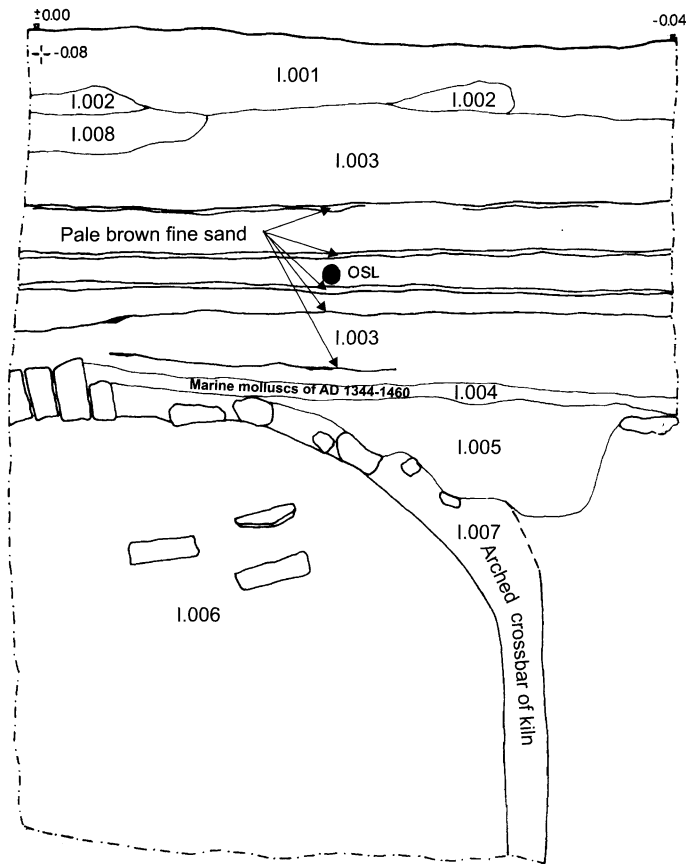 ±0.00
-0.04
-0.08
I.001
I.002
I.002
I.008
I.003
Pale brown fine sand
OSL
I.003
Marine molluscs of AD 1344-1460
I.004
I.005
I.007
Arched crossbar of kiln
I.006